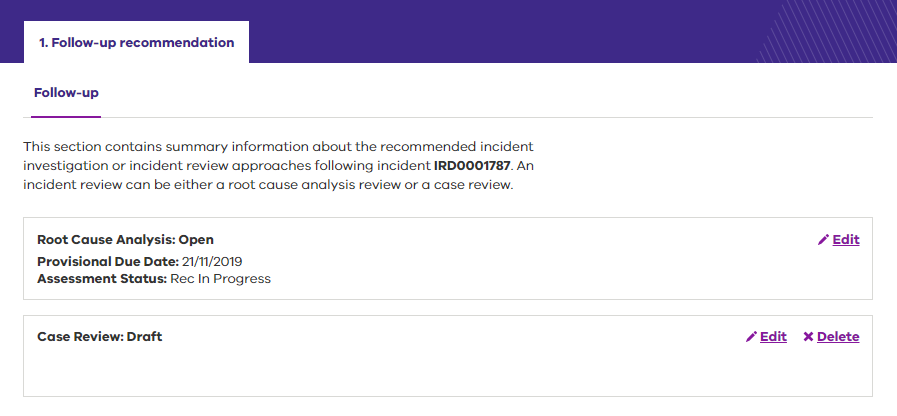 1. Follow-up recommendation
Follow-up
This section contains summary information about the recommended incident
investigation or incident review approaches following incident IRD0001787. An
incident review can be either a root cause analysis review or a case review.
Root Cause Analysis: Open
Edit
Provisional Due Date: 21/11/2019
Assessment Status: Rec In Progress
Case Review: Draft
Edit
Delete